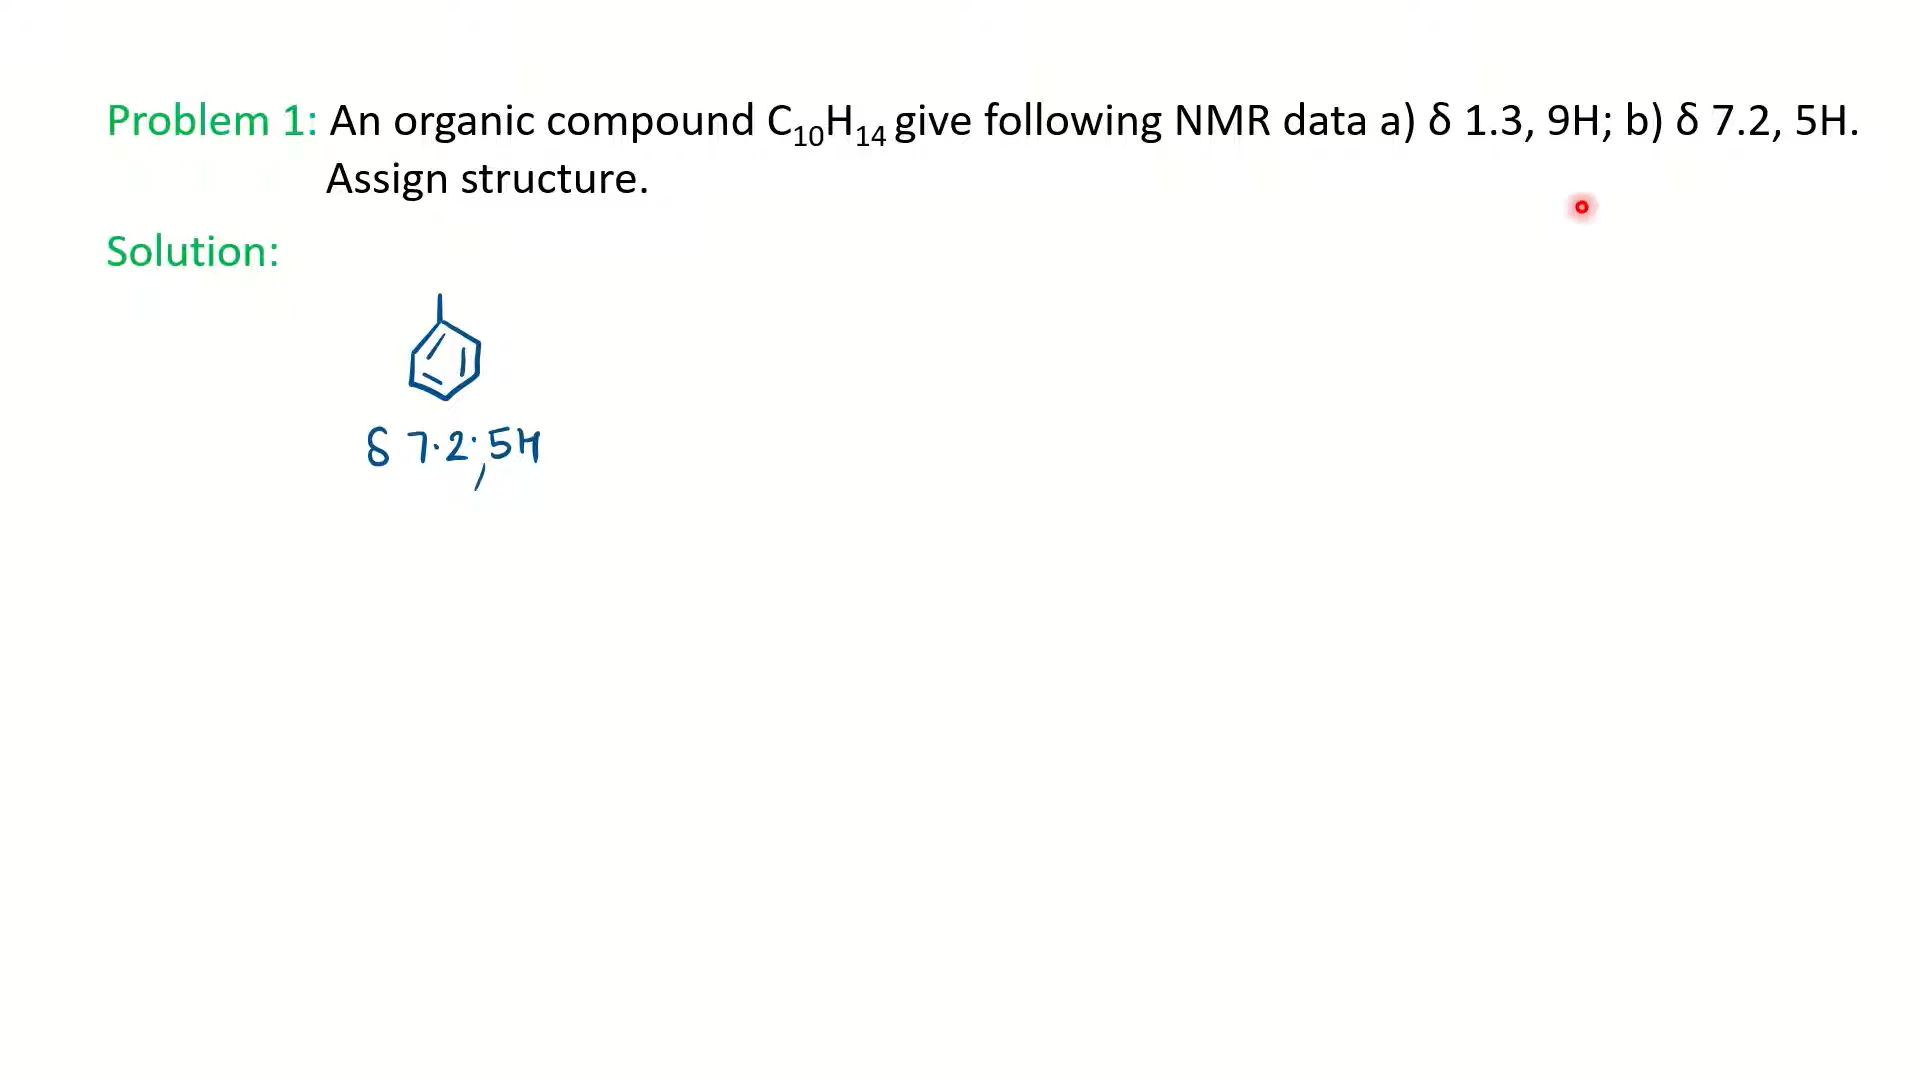 Problem 1: An organic compound C₁₀H₁₄ give following NMR data a) δ 1.3, 9H; b) δ 7.2, 5H.
Assign structure.
Solution:
δ 7.2; 5H